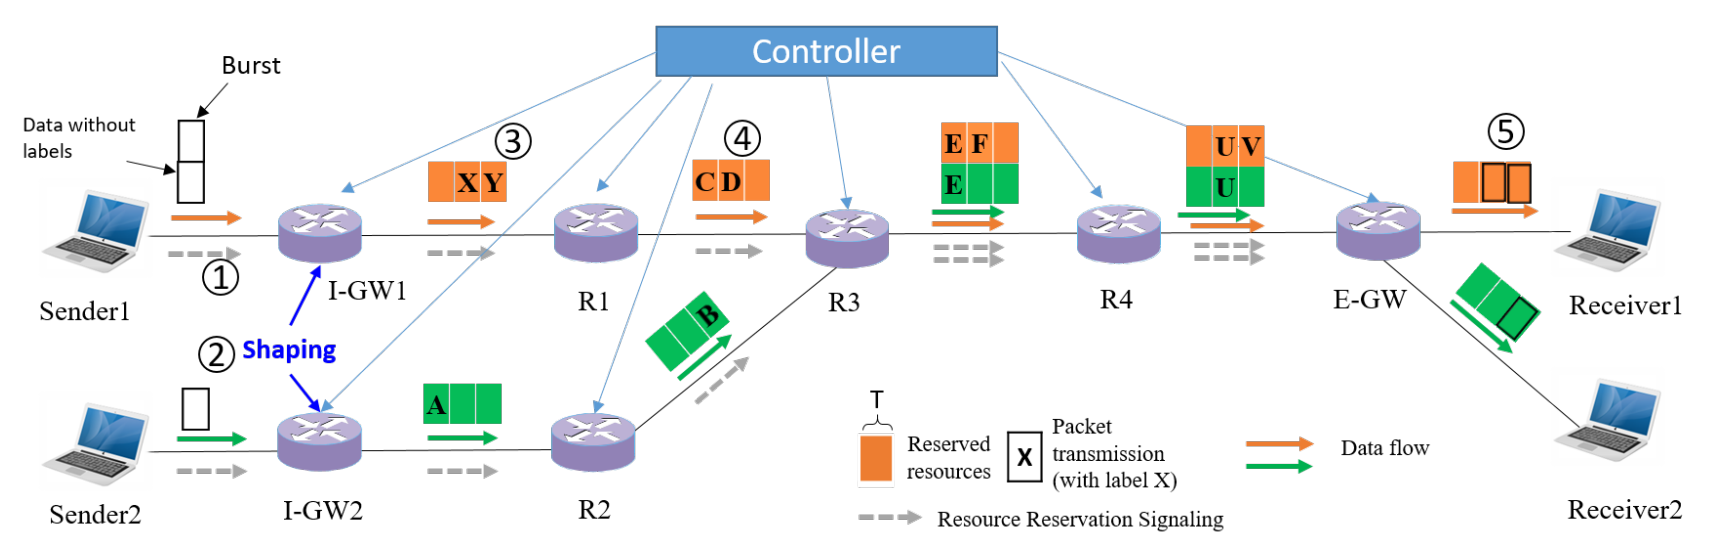 Controller
Burst
Data without
labels
①
②
③
④
⑤
X Y
C D
E F
E
U V
U
Sender1
I-GW1
R1
R3
R4
E-GW
Receiver1
Shaping
B
A
Sender2
I-GW2
R2
Receiver2
T
Reserved
resources
X
Packet
transmission
(with label X)
Data flow
Resource Reservation Signaling